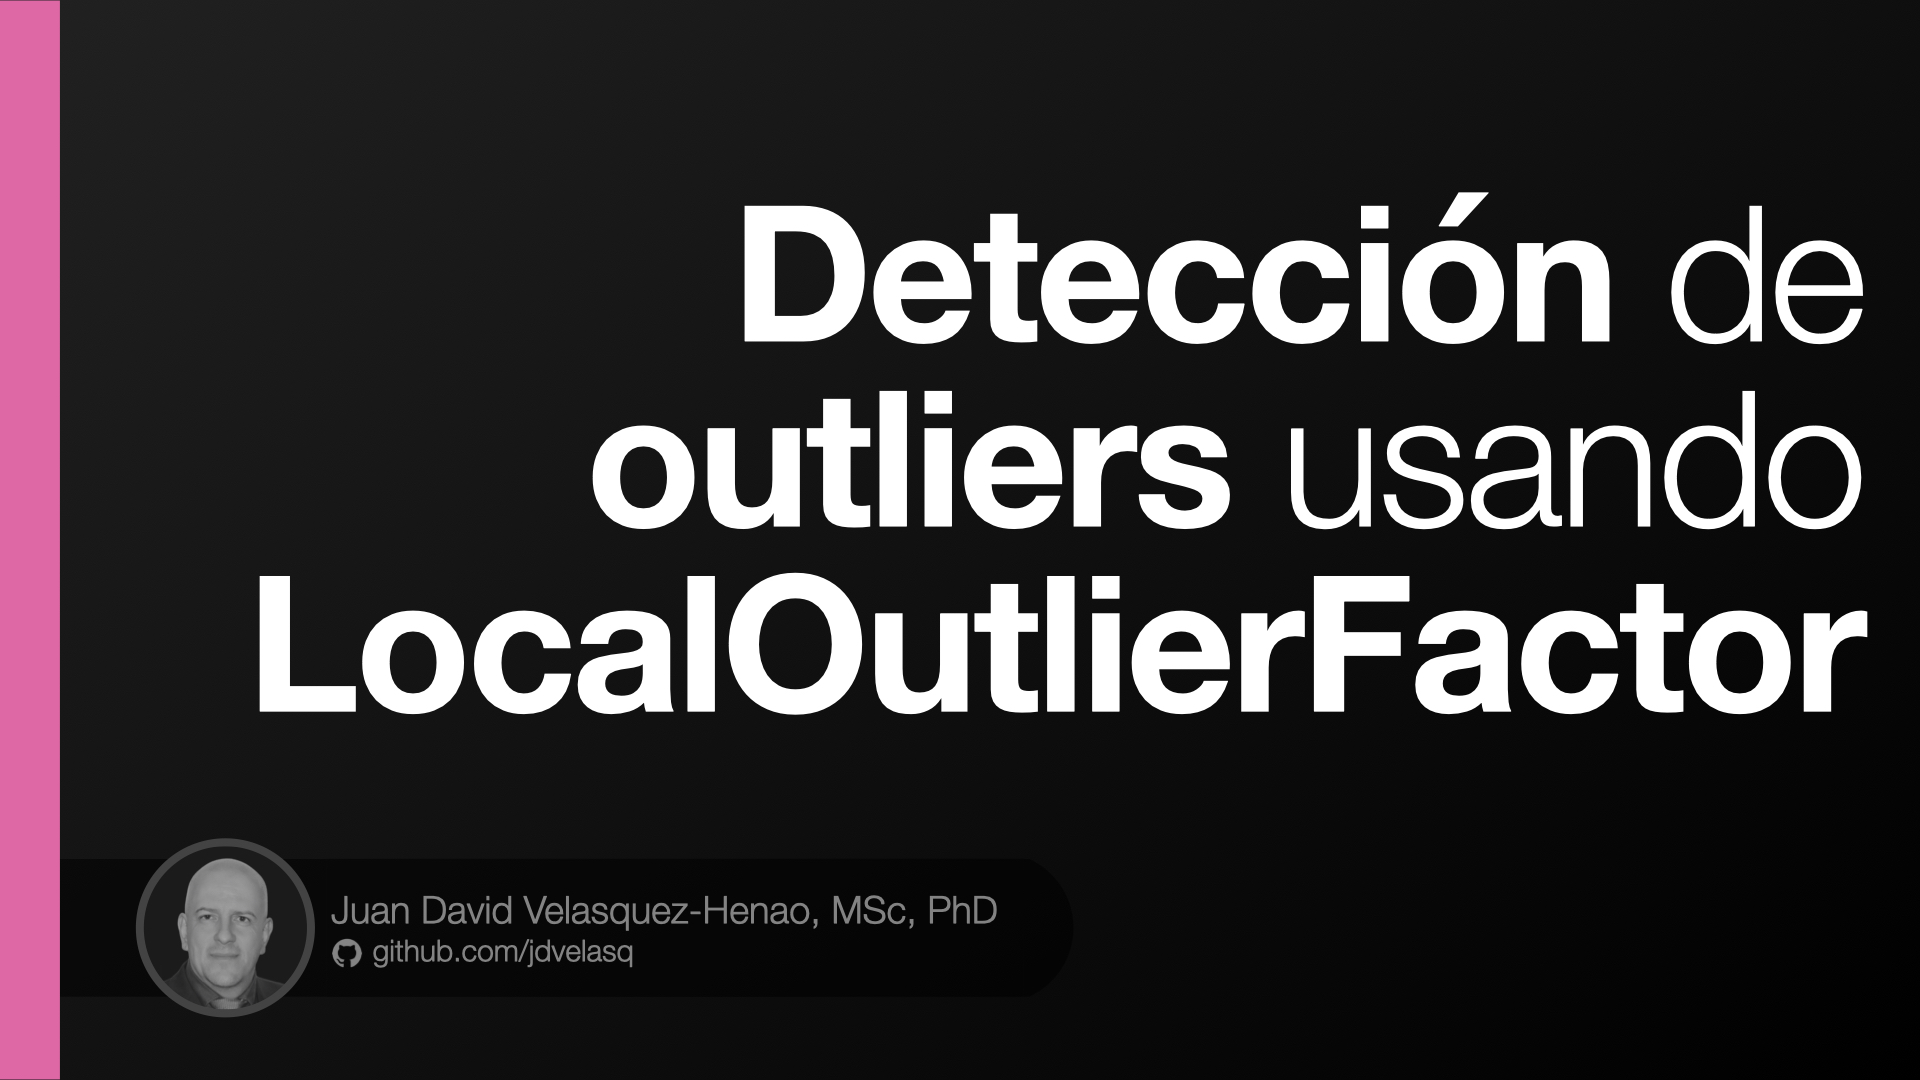 Detección de
outliers usando
LocalOutlierFactor
Juan David Velasquez-Henao, MSc, PhD
github.com/jdvelasq